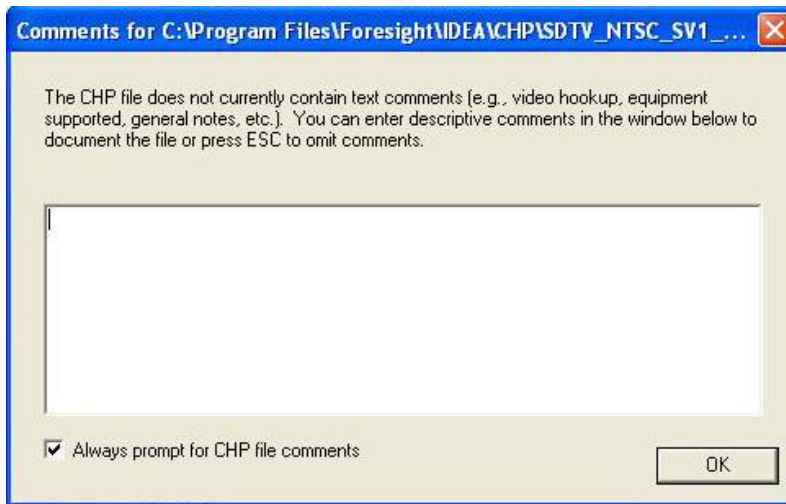 Comments for C:\Program Files\Foresight\IDEA\CHP\SDTV_NTSC_SV1_...
The CHP file does not currently contain text comments (e.g., video hookup, equipment
supported, general notes, etc.).  You can enter descriptive comments in the window below to
document the file or press ESC to omit comments.
Always prompt for CHP file comments
OK